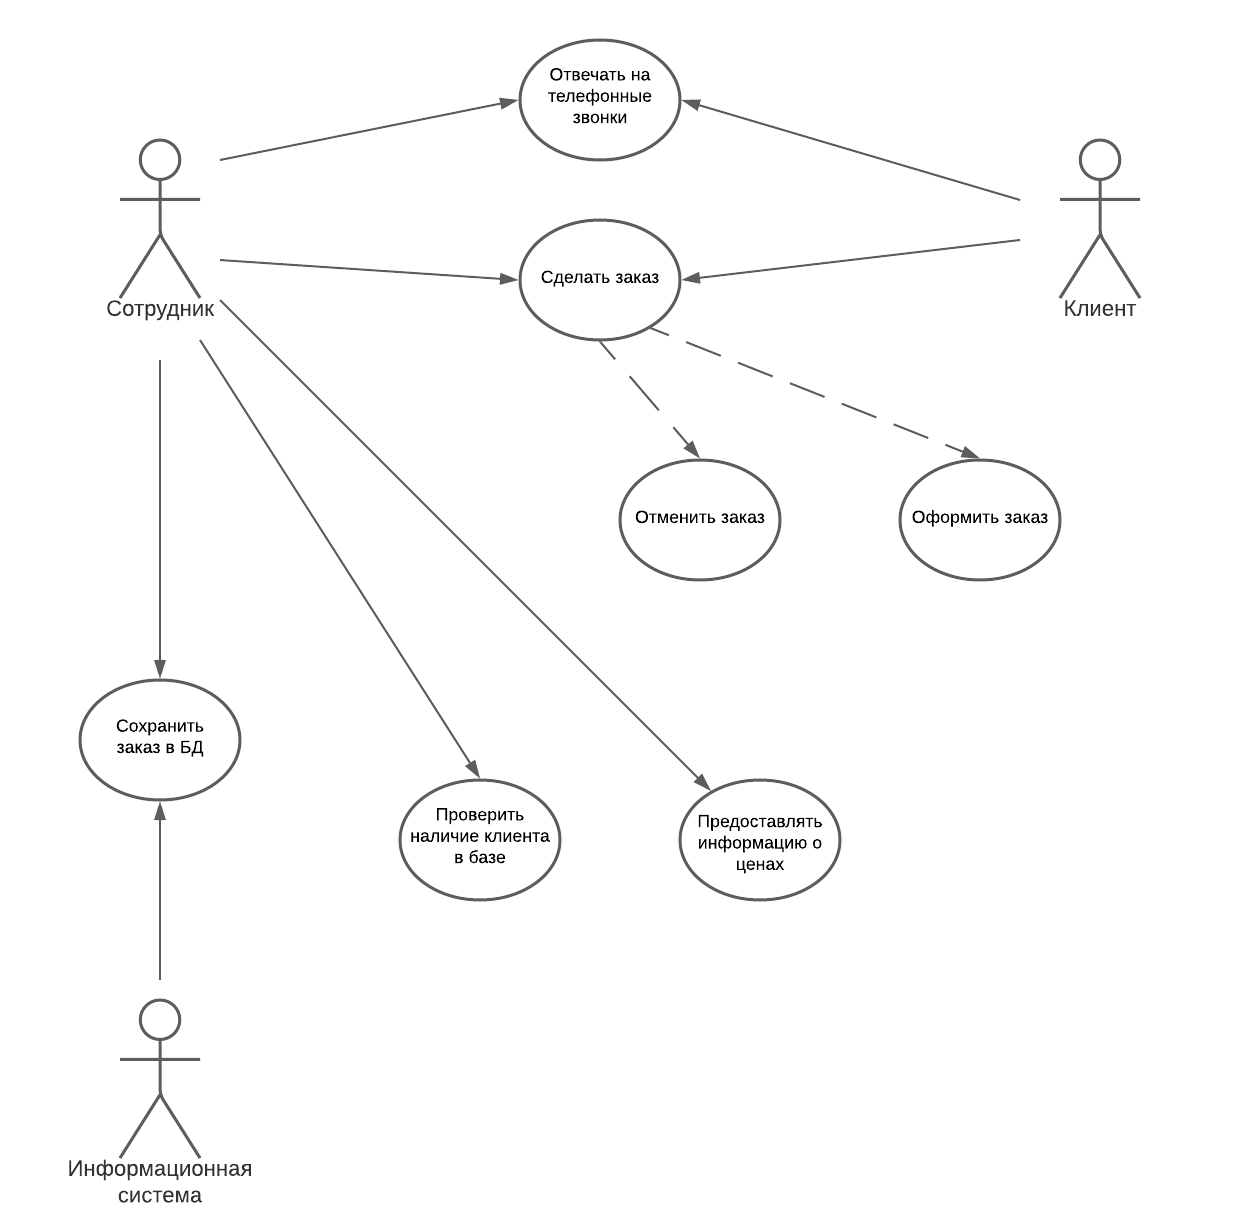 Отвечать на
телефонные
звонки
Сотрудник
Сделать заказ
Клиент
Отменить заказ
Оформить заказ
Сохранить
заказ в БД
Проверить
наличие клиента
в базе
Предоставлять
информацию о
ценах
Информационная
система